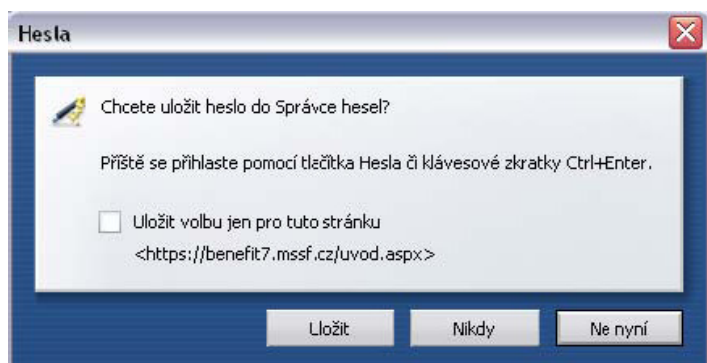 Hesla
Chcete uložit heslo do Správce hesel?
Příště se přihlaste pomocí tlačítka Hesla či klávesové zkratky Ctrl+Enter.
Uložit volbu jen pro tuto stránku
<https://benefit7.mssf.cz/uvod.aspx>
Uložit Nikdy Ne nyní